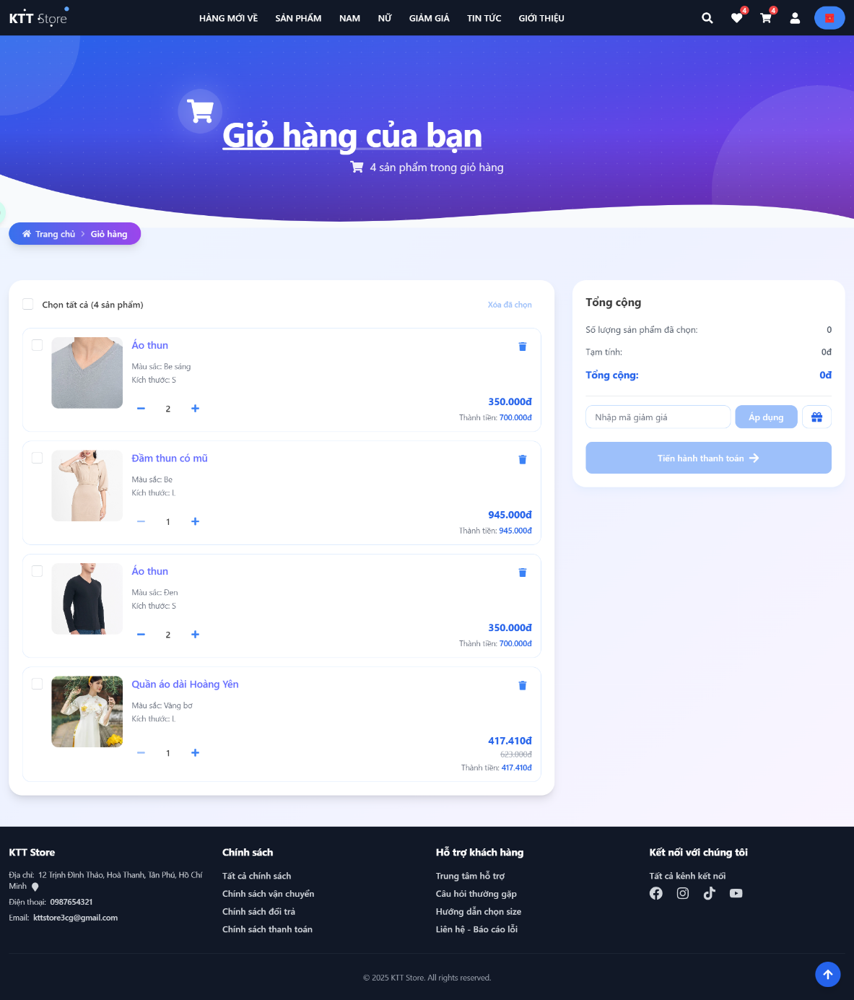 KTT Store
HÀNG MỚI VỀ
SẢN PHẨM
NAM
NỮ
GIẢM GIÁ
TIN TỨC
GIỚI THIỆU
4
4
Giỏ hàng của bạn
4 sản phẩm trong giỏ hàng
Trang chủ
Giỏ hàng
Chọn tất cả (4 sản phẩm)
Xóa đã chọn
Áo thun
Màu sắc: Be sáng
Kích thước: S
2
350.000đ
Thành tiền: 700.000đ
Đầm thun có mũ
Màu sắc: Be
Kích thước: L
1
945.000đ
Thành tiền: 945.000đ
Áo thun
Màu sắc: Đen
Kích thước: S
2
350.000đ
Thành tiền: 700.000đ
Quần áo dài Hoàng Yên
Màu sắc: Vàng bơ
Kích thước: L
1
417.410đ
623.000đ
Thành tiền: 417.410đ
Tổng cộng
Số lượng sản phẩm đã chọn: 0
Tạm tính: 0đ
Tổng cộng: 0đ
Nhập mã giảm giá
Áp dụng
Tiến hành thanh toán
KTT Store
Địa chỉ: 12 Trịnh Đình Thảo, Hoà Thanh, Tân Phú, Hồ Chí
Minh
Điện thoại: 0987654321
Email: kttstore3cg@gmail.com
Chính sách
Tất cả chính sách
Chính sách vận chuyển
Chính sách đổi trả
Chính sách thanh toán
Hỗ trợ khách hàng
Trung tâm hỗ trợ
Câu hỏi thường gặp
Hướng dẫn chọn size
Liên hệ - Báo cáo lỗi
Kết nối với chúng tôi
Tất cả kênh kết nối
© 2025 KTT Store. All rights reserved.